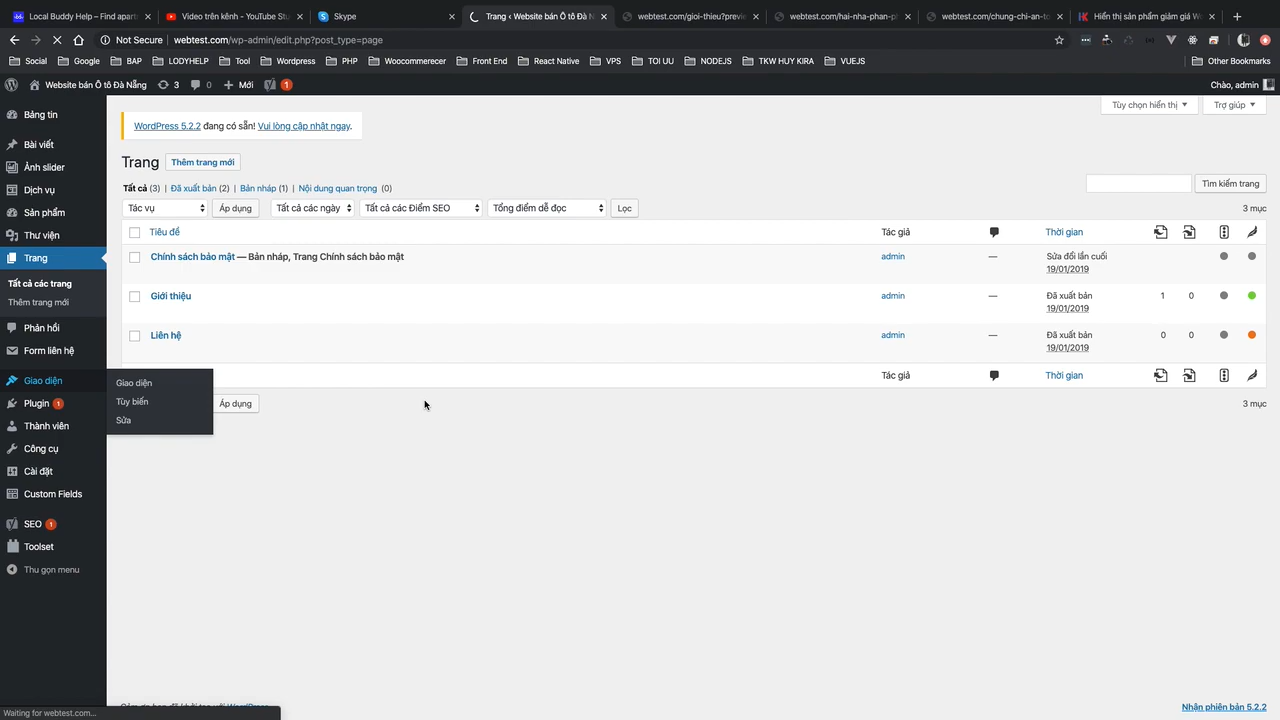 Local Buddy Help - Find apart
Video trên kênh - YouTube Stu
Skype
Trang ‹ Website bán Ô tô Đà N
webtest.com/gioi-thieu?previe
webtest.com/hai-nha-phan-p
webtest.com/chung-chi-an-to
Hiển thị sản phẩm giảm giá W
Not Secure | webtest.com/wp-admin/edit.php?post_type=page
Social Google BAP LODYHELP Tool Wordpress PHP Woocommerecer Front End React Native VPS TOI UU NODEJS TKW HUY KIRA VUEJS Other Bookmarks
Website bán Ô tô Đà Nẵng 3 0 Mới 1 Chào, admin
Bảng tin
Bài viết
Ảnh slider
Dịch vụ
Sản phẩm
Thư viện
Trang
Tất cả các trang
Thêm trang mới
Phản hồi
Form liên hệ
Giao diện
Plugin 1
Thành viên
Công cụ
Cài đặt
Custom Fields
SEO 1
Toolset
Thu gọn menu
Giao diện
Tùy biến
Sửa
Tùy chọn hiển thị Trợ giúp
WordPress 5.2.2 đang có sẵn! Vui lòng cập nhật ngay.
Trang Thêm trang mới
Tất cả (3) | Đã xuất bản (2) | Bản nháp (1) | Nội dung quan trọng (0)
Tìm kiếm trang
Tác vụ Áp dụng Tất cả các ngày Tất cả các Điểm SEO Tổng điểm dễ đọc Lọc 3 mục
Tiêu đề Tác giả Thời gian
Chính sách bảo mật — Bản nháp, Trang Chính sách bảo mật admin — Sửa đổi lần cuối
19/01/2019
Giới thiệu admin — Đã xuất bản 1 0
19/01/2019
Liên hệ admin — Đã xuất bản 0 0
19/01/2019
Tác giả Thời gian
Áp dụng 3 mục
Waiting for webtest.com...
Nhận phiên bản 5.2.2